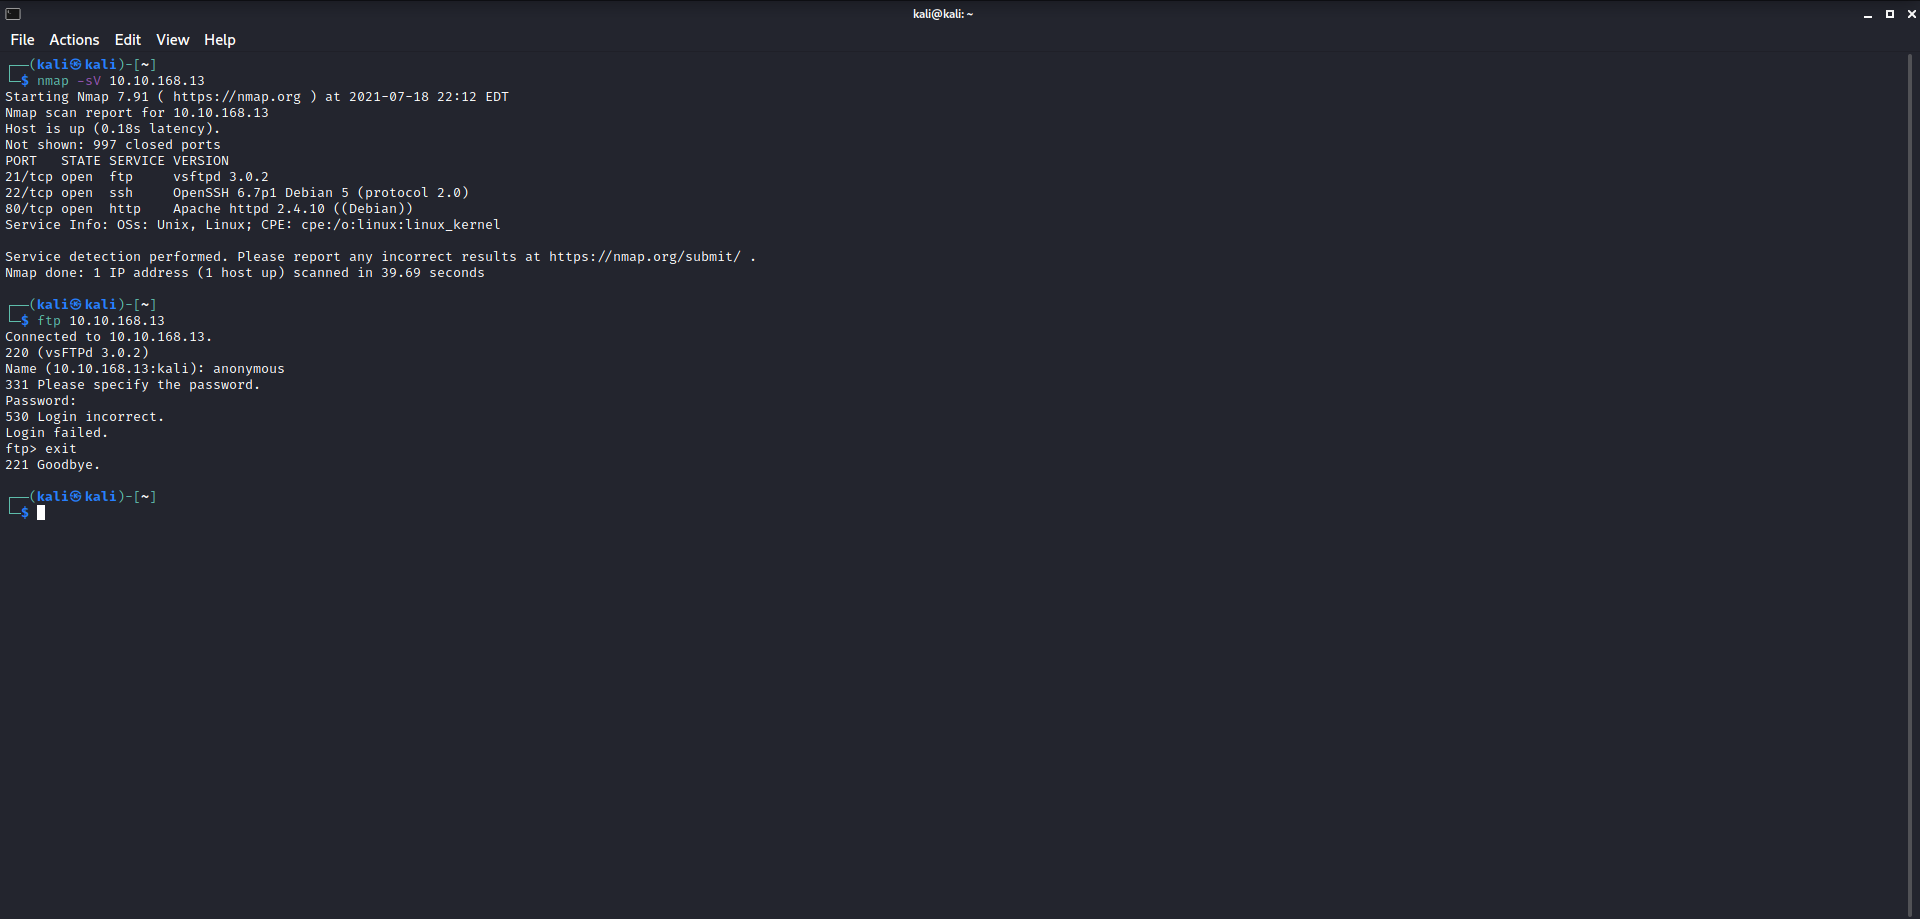 kali@kali: ~
File Actions Edit View Help
┌──(kali㉿kali)-[~]
└─$ nmap -sV 10.10.168.13
Starting Nmap 7.91 ( https://nmap.org ) at 2021-07-18 22:12 EDT
Nmap scan report for 10.10.168.13
Host is up (0.18s latency).
Not shown: 997 closed ports
PORT   STATE SERVICE VERSION
21/tcp open  ftp     vsftpd 3.0.2
22/tcp open  ssh     OpenSSH 6.7p1 Debian 5 (protocol 2.0)
80/tcp open  http    Apache httpd 2.4.10 ((Debian))
Service Info: OSs: Unix, Linux; CPE: cpe:/o:linux:linux_kernel
Service detection performed. Please report any incorrect results at https://nmap.org/submit/ .
Nmap done: 1 IP address (1 host up) scanned in 39.69 seconds
┌──(kali㉿kali)-[~]
└─$ ftp 10.10.168.13
Connected to 10.10.168.13.
220 (vsFTPd 3.0.2)
Name (10.10.168.13:kali): anonymous
331 Please specify the password.
Password:
530 Login incorrect.
Login failed.
ftp> exit
221 Goodbye.
┌──(kali㉿kali)-[~]
└─$